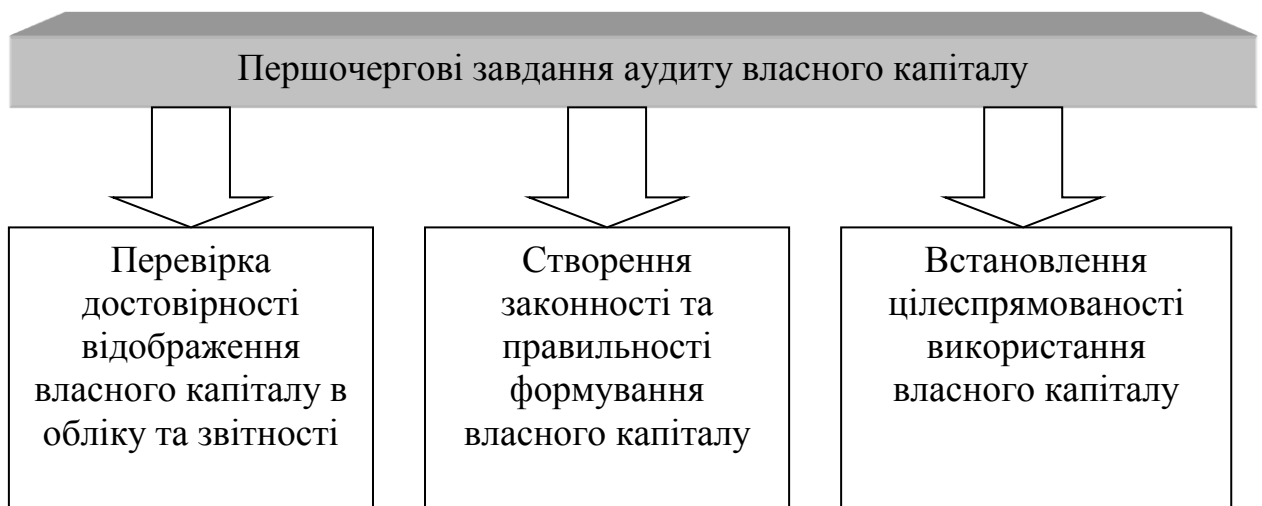 Першочергові завдання аудиту власного капіталу
Перевірка
достовірності
відображення
власного капіталу в
обліку та звітності
Створення
законності та
правильності
формування
власного капіталу
Встановлення
цілеспрямованості
використання
власного капіталу